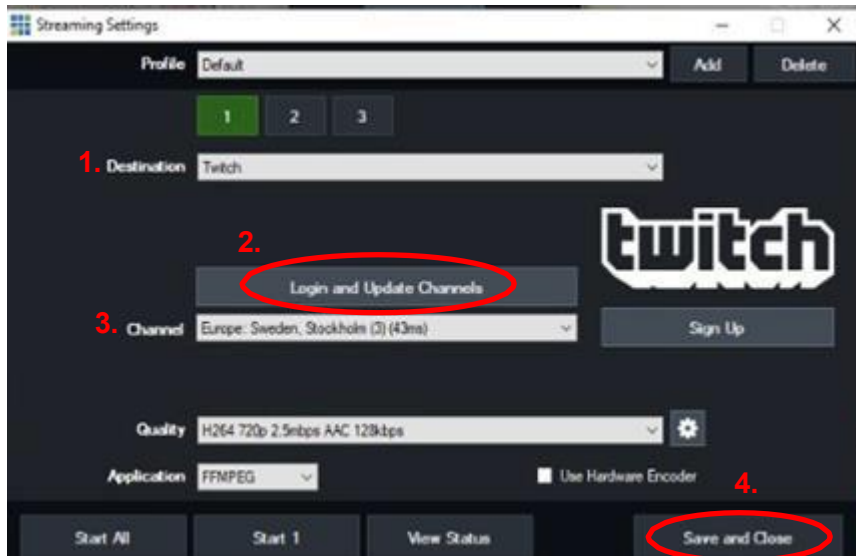 Streaming Settings
Profile Default Add Delete
1 2 3
1. Destination Twitch
twitch
2.
Login and Update Channels
3. Channel Europe: Sweden, Stockholm (3) (43ms) Sign Up
Quality H264 720p 2.5mbps AAC 128kbps
Application FFMPEG Use Hardware Encoder
4.
Start All Start 1 View Status Save and Close